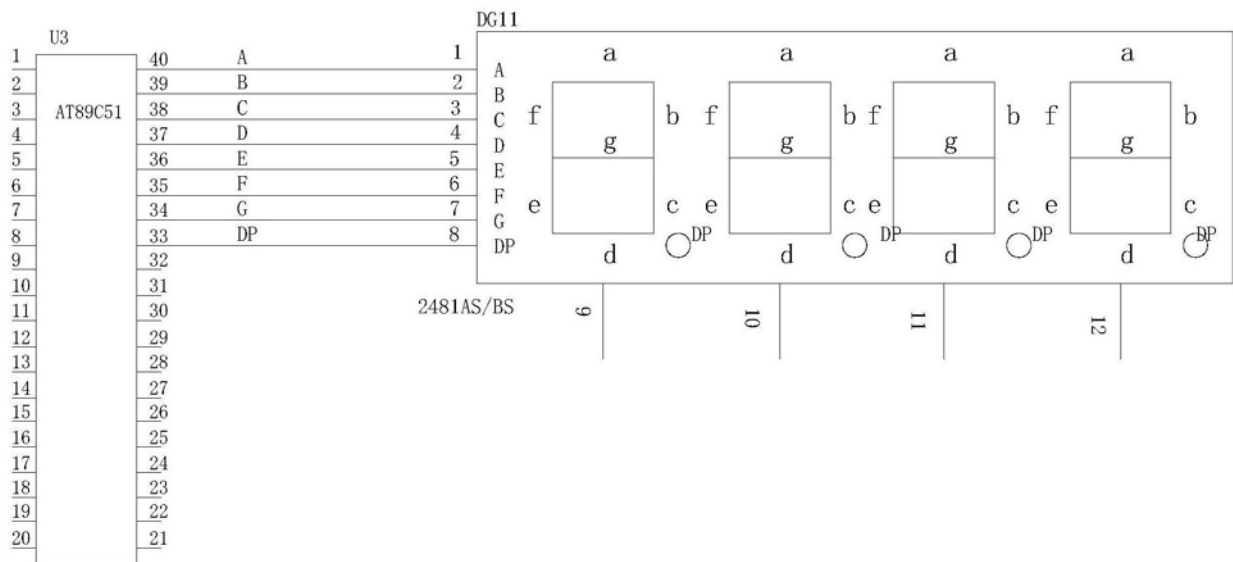 DG11
U3
AT89C51
1 40 A 1 A
2 39 B 2 B
3 38 C 3 C
4 37 D 4 D
5 36 E 5 E
6 35 F 6 F
7 34 G 7 G
8 33 DP 8 DP
9 32
10 31
11 30
12 29
13 28
14 27
15 26
16 25
17 24
18 23
19 22
20 21
a a a a
f b f b f b f b
g g g g
e c e c e c e c
DP DP DP DP
d d d d
2481AS/BS
9 10 11 12